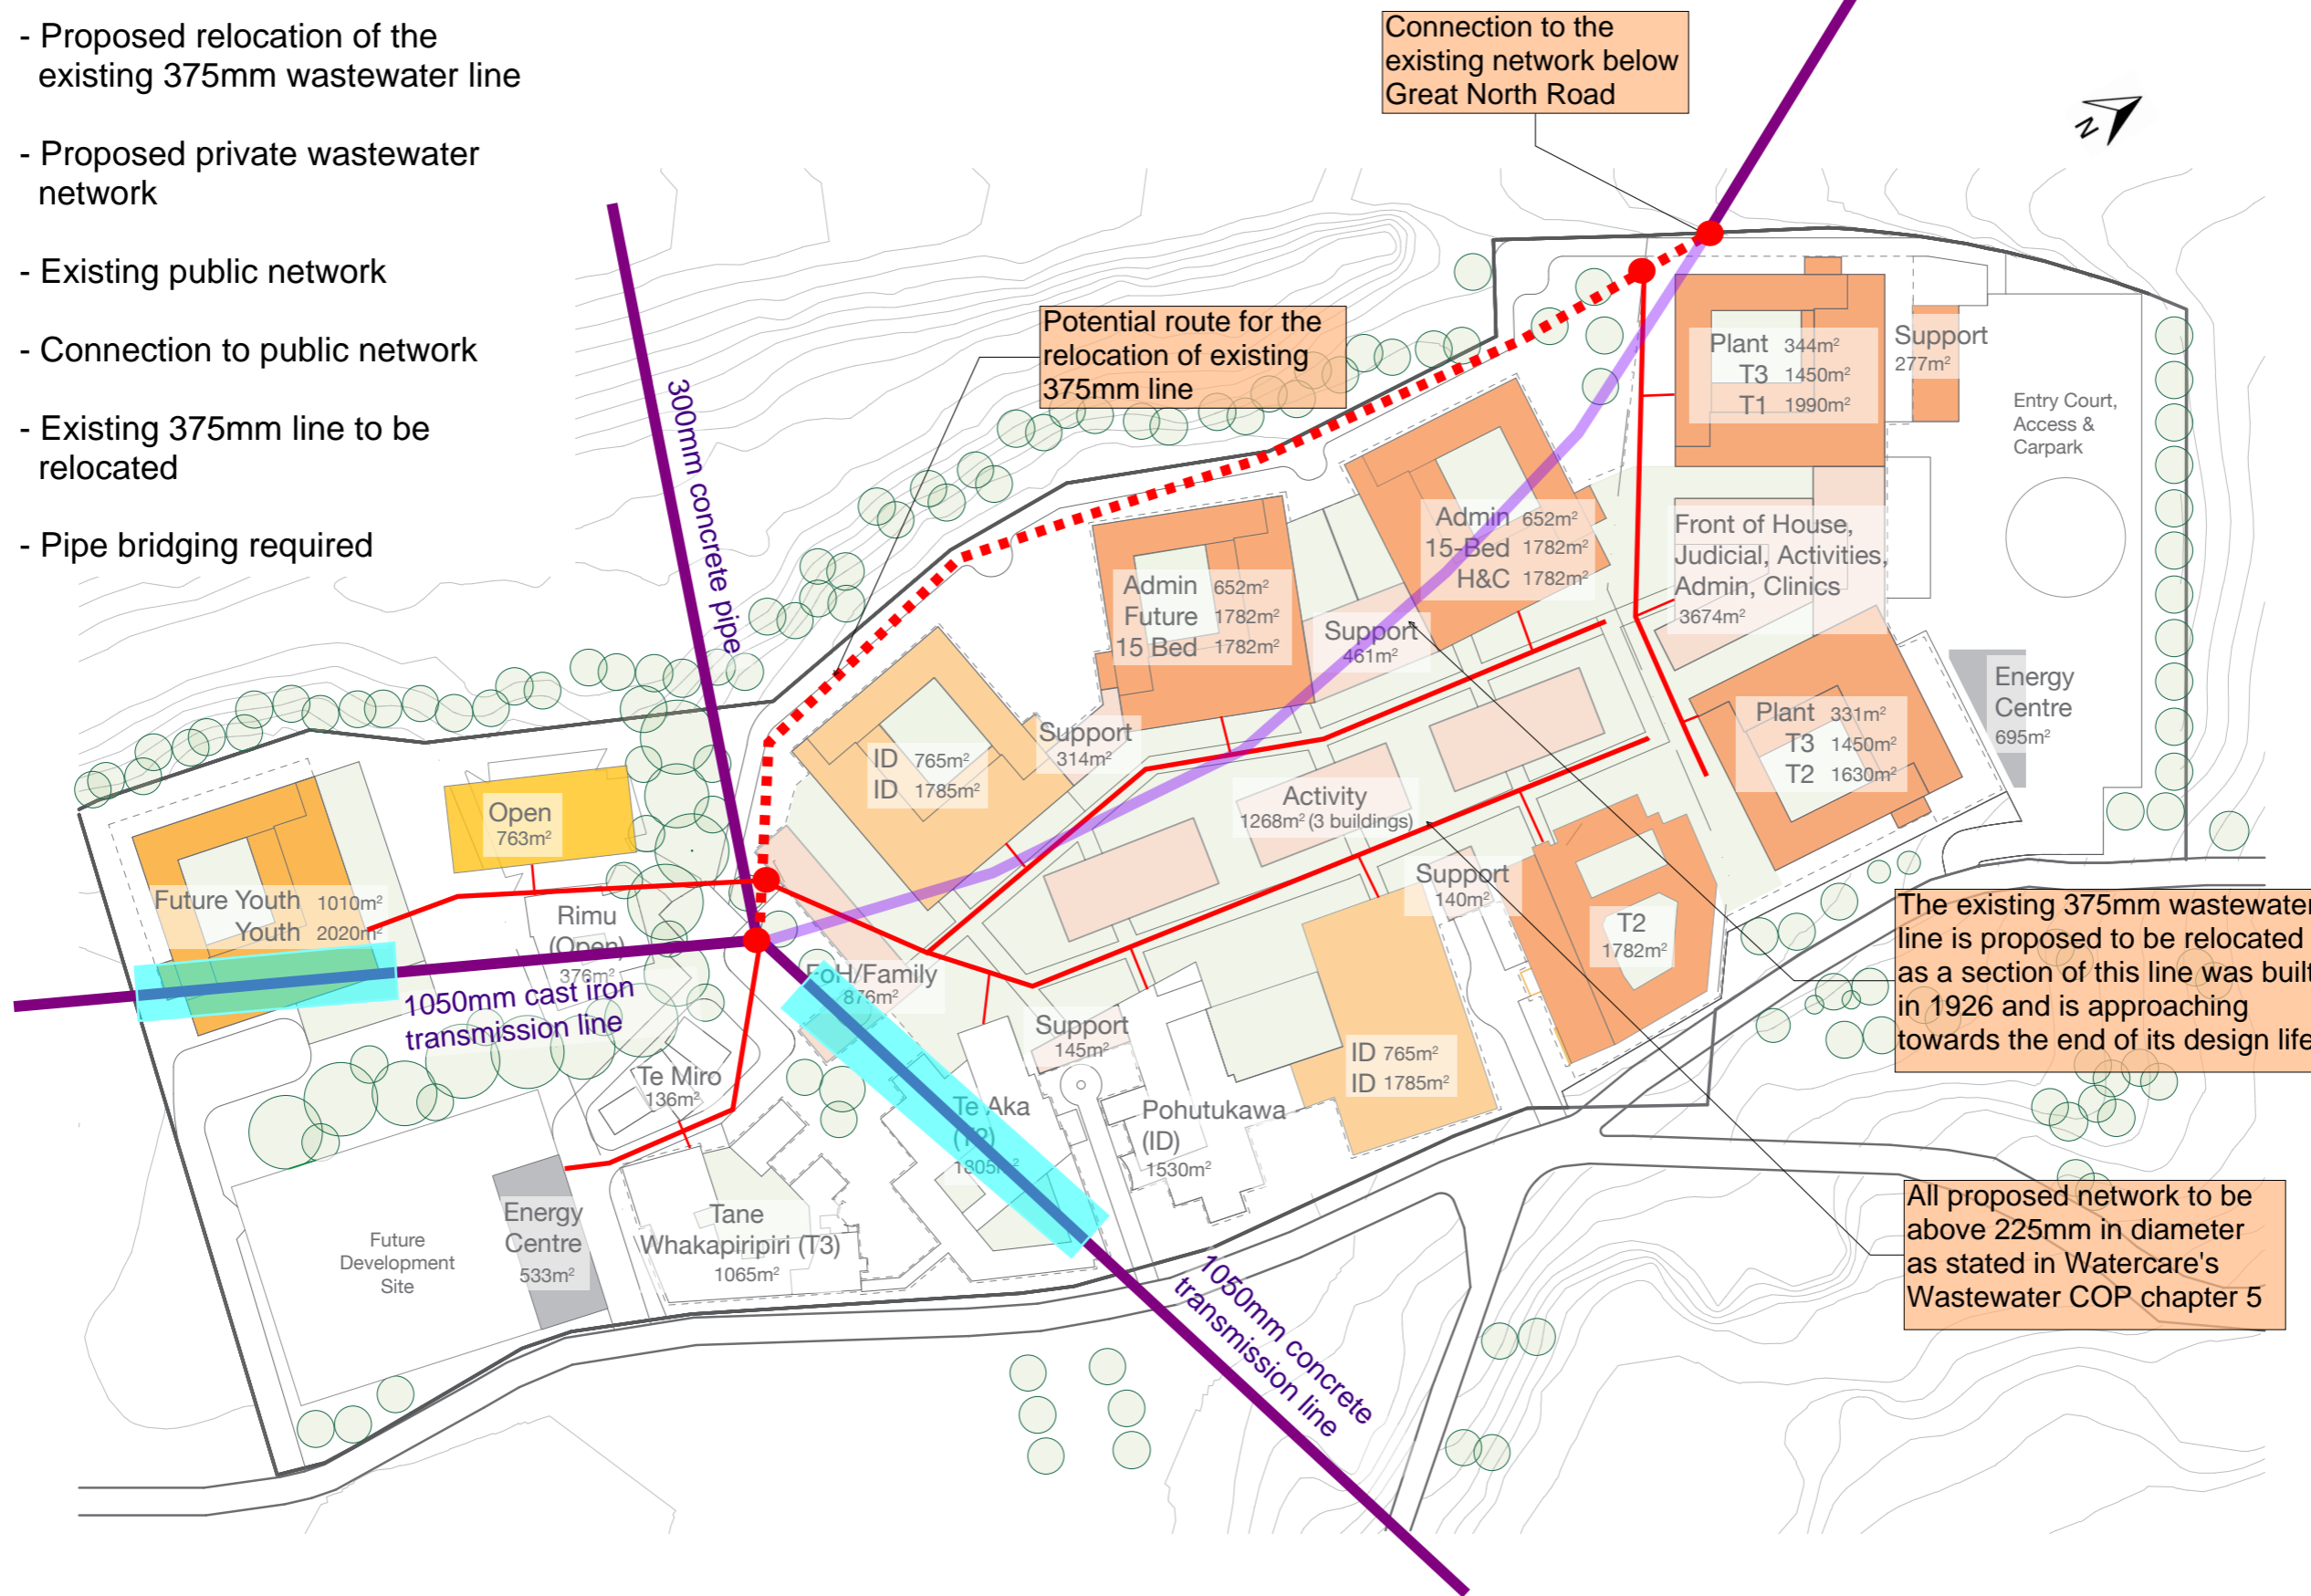 - Proposed relocation of the
existing 375mm wastewater line
- Proposed private wastewater
network
- Existing public network
- Connection to public network
- Existing 375mm line to be
relocated
- Pipe bridging required
Connection to the
existing network below
Great North Road
N
Potential route for the
relocation of existing
375mm line
300mm concrete pipe
Plant 344m²
T3 1450m²
T1 1990m²
Support
277m²
Entry Court,
Access &
Carpark
Admin 652m²
15-Bed 1782m²
H&C 1782m²
Front of House,
Judicial, Activities,
Admin, Clinics
3674m²
Admin 652m²
Future 1782m²
15 Bed 1782m²
Support
461m²
Energy
Centre
695m²
Plant 331m²
T3 1450m²
T2 1630m²
Support
314m²
ID 765m²
ID 1785m²
Activity
1268m² (3 buildings)
Open
763m²
Support
140m²
Future Youth 1010m²
Youth 2020m²
Rimu
(Open)
376m²
T2
1782m²
The existing 375mm wastewater
line is proposed to be relocated
as a section of this line was built
in 1926 and is approaching
towards the end of its design life
FoH/Family
876m²
1050mm cast iron
transmission line
Support
145m²
ID 765m²
ID 1785m²
Te Miro
136m²
Te Aka
(T2)
1305m²
Pohutukawa
(ID)
1530m²
All proposed network to be
above 225mm in diameter
as stated in Watercare's
Wastewater COP chapter 5
Energy
Centre
533m²
Tane
Whakapiripiri (T3)
1065m²
Future
Development
Site
1050mm concrete
transmission line